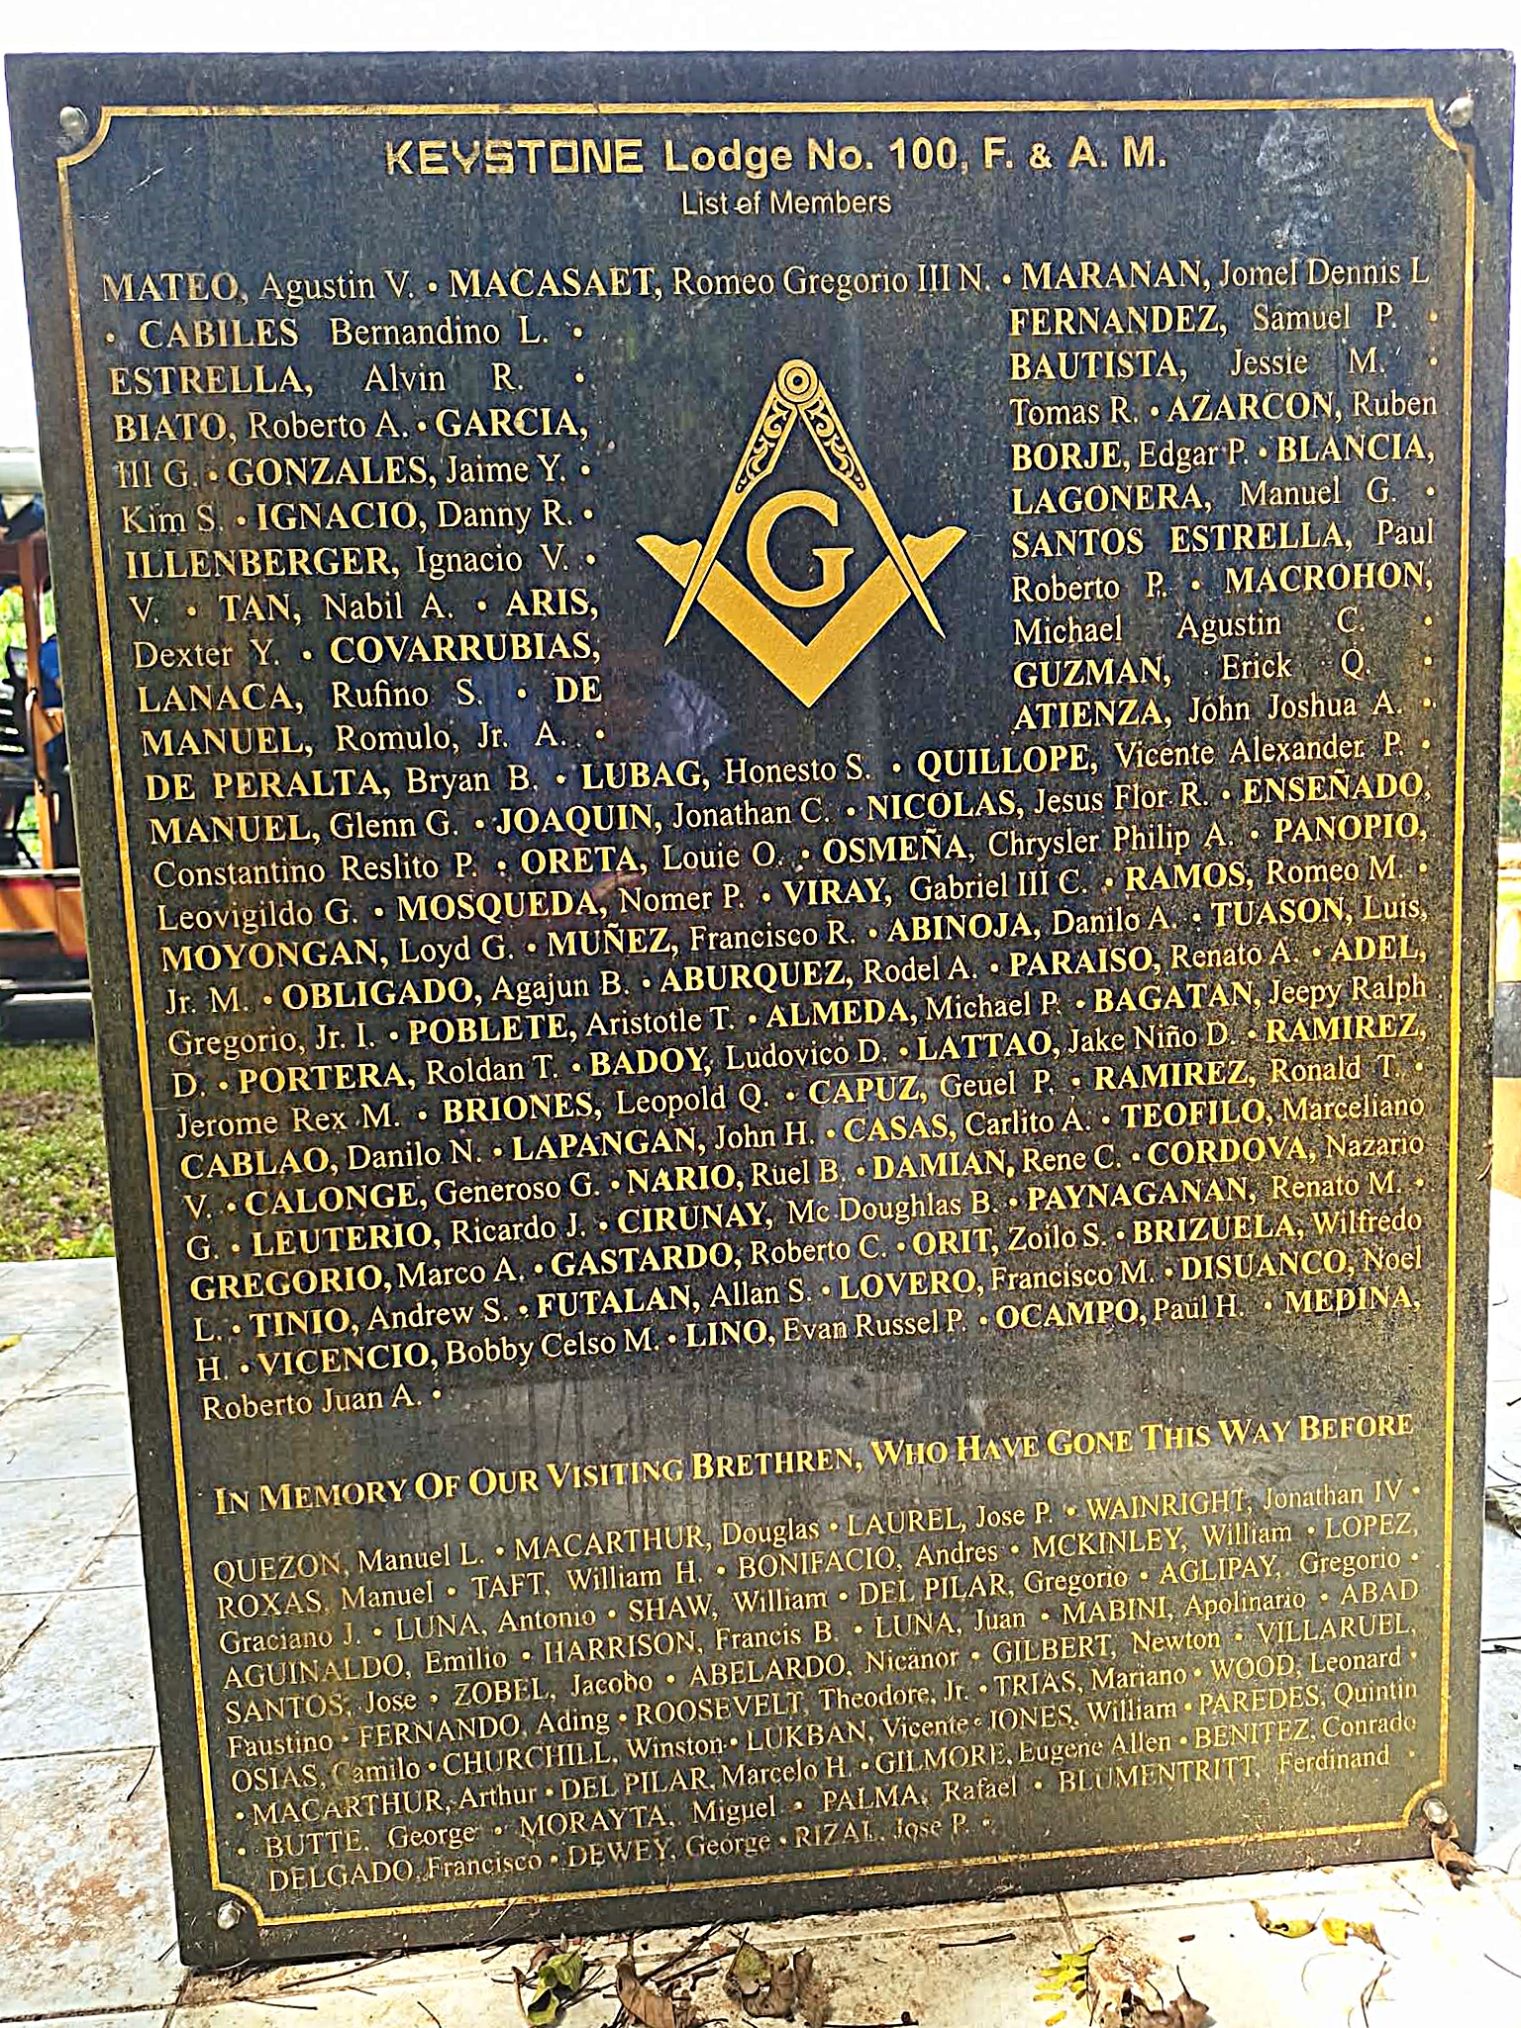 KEYSTONE Lodge No. 100, F. & A. M.
List of Members
MATEO, Agustin V. • MACASAET, Romeo Gregorio III N. • MARANAN, Jomel Dennis L
• CABILES Bernandino L. • FERNANDEZ, Samuel P. •
ESTRELLA, Alvin R. • BAUTISTA, Jessie M. •
BIATO, Roberto A. • GARCIA, Tomas R. • AZARCON, Ruben
III G. • GONZALES, Jaime Y. • BORJE, Edgar P. • BLANCIA,
Kim S. • IGNACIO, Danny R. • LAGONERA, Manuel G. •
ILLENBERGER, Ignacio V. • SANTOS ESTRELLA, Paul
V. • TAN, Nabil A. • ARIS, Roberto P. • MACROHON,
Dexter Y. • COVARRUBIAS, Michael Agustin C. •
LANACA, Rufino S. • DE GUZMAN, Erick Q. •
MANUEL, Romulo, Jr. A. • ATIENZA, John Joshua A. •
DE PERALTA, Bryan B. • LUBAG, Honesto S. • QUILLOPE, Vicente Alexander P. •
MANUEL, Glenn G. • JOAQUIN, Jonathan C. • NICOLAS, Jesus Flor R. • ENSEÑADO,
Constantino Reslito P. • ORETA, Louie O. • OSMEÑA, Chrysler Philip A. • PANOPIO,
Leovigildo G. • MOSQUEDA, Nomer P. • VIRAY, Gabriel III C. • RAMOS, Romeo M. •
MOYONGAN, Loyd G. • MUÑEZ, Francisco R. • ABINOJA, Danilo A. • TUASON, Luis,
Jr. M. • OBLIGADO, Agajun B. • ABURQUEZ, Rodel A. • PARAISO, Renato A. • ADEL,
Gregorio, Jr. I. • POBLETE, Aristotle T. • ALMEDA, Michael P. • BAGATAN, Jeepy Ralph
D. • PORTERA, Roldan T. • BADOY, Ludovico D. • LATTAO, Jake Niño D. • RAMIREZ,
Jerome Rex M. • BRIONES, Leopold Q. • CAPUZ, Geuel P. • RAMIREZ, Ronald T. •
CABLAO, Danilo N. • LAPANGAN, John H. • CASAS, Carlito A. • TEOFILO, Marceliano
V. • CALONGE, Generoso G. • NARIO, Ruel B. • DAMIAN, Rene C. • CORDOVA, Nazario
G. • LEUTERIO, Ricardo J. • CIRUNAY, Mc Doughlas B. • PAYNAGANAN, Renato M. •
GREGORIO, Marco A. • GASTARDO, Roberto C. • ORIT, Zoilo S. • BRIZUELA, Wilfredo
L. • TINIO, Andrew S. • FUTALAN, Allan S. • LOVERO, Francisco M. • DISUANCO, Noel
H. • VICENCIO, Bobby Celso M. • LINO, Evan Russel P. • OCAMPO, Paul H. • MEDINA,
Roberto Juan A. •
IN MEMORY OF OUR VISITING BRETHREN, WHO HAVE GONE THIS WAY BEFORE
QUEZON, Manuel L. • MACARTHUR, Douglas • LAUREL, Jose P. • WAINRIGHT, Jonathan IV •
ROXAS, Manuel • TAFT, William H. • BONIFACIO, Andres • MCKINLEY, William • LOPEZ,
Graciano J. • LUNA, Antonio • SHAW, William • DEL PILAR, Gregorio • AGLIPAY, Gregorio •
AGUINALDO, Emilio • HARRISON, Francis B. • LUNA, Juan • MABINI, Apolinario • ABAD
SANTOS, Jose • ZOBEL, Jacobo • ABELARDO, Nicanor • GILBERT, Newton • VILLARUEL,
Faustino • FERNANDO, Ading • ROOSEVELT, Theodore, Jr. • TRIAS, Mariano • WOOD, Leonard •
OSIAS, Camilo • CHURCHILL, Winston • LUKBAN, Vicente • JONES, William • PAREDES, Quintin
• MACARTHUR, Arthur • DEL PILAR, Marcelo H. • GILMORE, Eugene Allen • BENITEZ, Conrado
• BUTTE, George • MORAYTA, Miguel • PALMA, Rafael • BLUMENTRITT, Ferdinand •
DELGADO, Francisco • DEWEY, George • RIZAL, Jose P. •
G